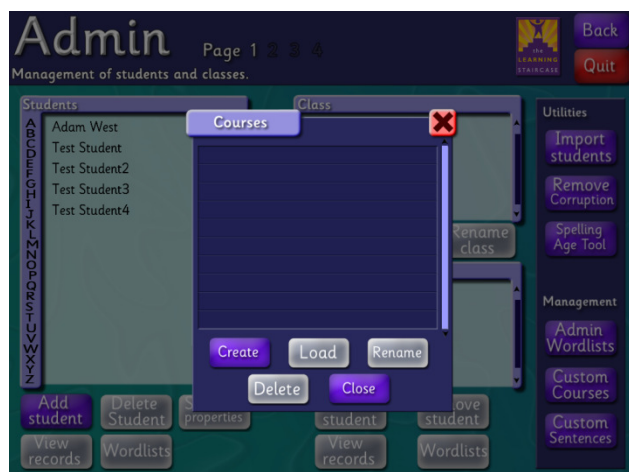 Admin
Page 1 2 3 4
Management of students and classes.
the
LEARNING
STAIRCASE
Back
Quit
Students
A
B
C
D
E
F
G
H
I
J
K
L
M
N
O
P
Q
R
S
T
U
V
W
X
Y
Z
Adam West
Test Student
Test Student2
Test Student3
Test Student4
Class
Rename
class
Courses
Create
Load
Rename
Delete
Close
Add
student
Delete
Student
properties
student
student
View
records
Wordlists
View
records
Wordlists
Utilities
Import
students
Remove
Corruption
Spelling
Age Tool
Management
Admin
Wordlists
Custom
Courses
Custom
Sentences